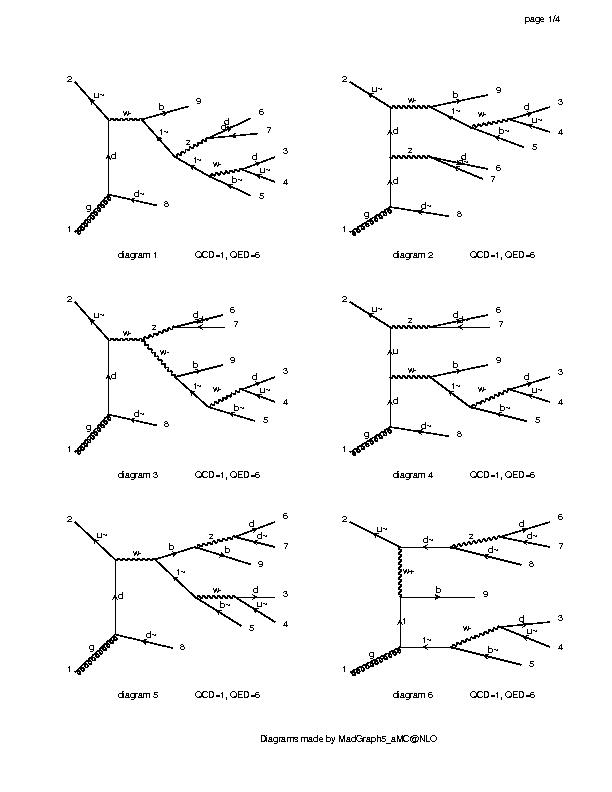 page 1/4
2 u~ w- b 9
d 6
z 7
t~ w- d 3
d u~ 4
g d~ b~ 5
1 8
diagram 1 QCD=1, QED=6
2 u~ w- b 9
t~ w- d 3
d u~ 4
b~ 5
z d~ 6
d 7
g d~ 8
1
diagram 2 QCD=1, QED=6
2 u~ w- z d 6
7
w- b 9
d t~ w- d 3
u~ 4
g d~ b~ 5
1 8
diagram 3 QCD=1, QED=6
2 u~ z d 6
7
u
w- b 9
t~ w- d 3
d u~ 4
b~ 5
g d~ 8
1
diagram 4 QCD=1, QED=6
2 u~ w- b z d 6
d~ 7
b 9
t~ w- d 3
d b~ u~ 4
5
g d~ 8
1
diagram 5 QCD=1, QED=6
2 u~ d~ z d 6
d~ 7
8
w+
b 9
t
g t~ w- d 3
u~ 4
b~ 5
1
diagram 6 QCD=1, QED=6
Diagrams made by MadGraph5_aMC@NLO